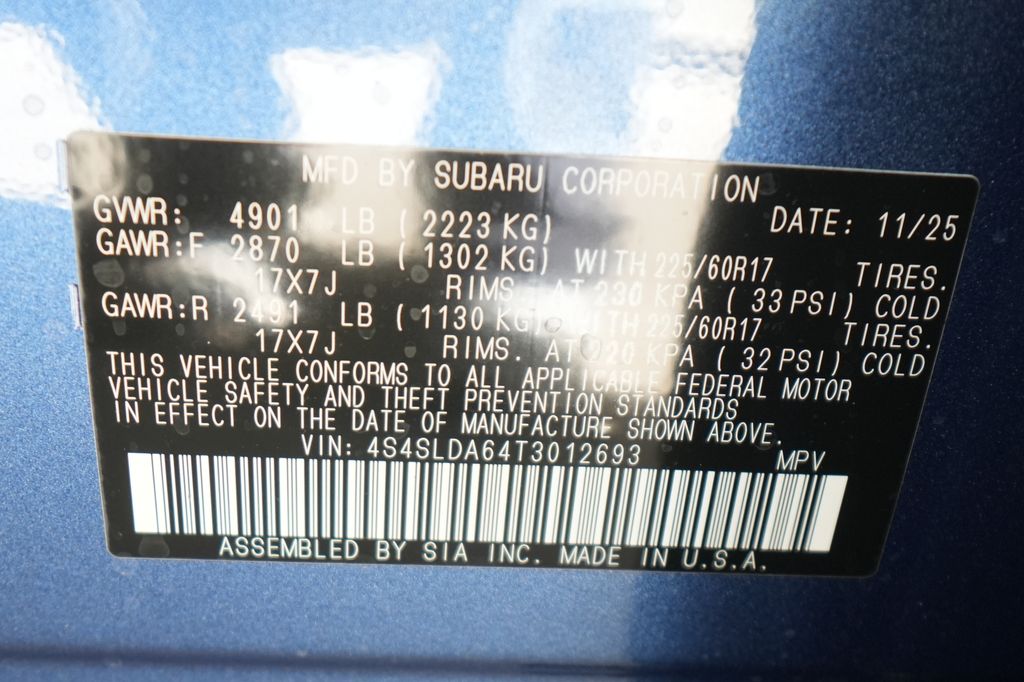 MFD BY SUBARU CORPORATION
GVWR: 4901 LB ( 2223 KG) DATE: 11/25
GAWR:F 2870 LB ( 1302 KG) WITH 225/60R17 TIRES.
17X7J RIMS. AT 230 KPA ( 33 PSI) COLD
GAWR:R 2491 LB ( 1130 KG) WITH 225/60R17 TIRES.
17X7J RIMS. AT 220 KPA ( 32 PSI) COLD
THIS VEHICLE CONFORMS TO ALL APPLICABLE FEDERAL MOTOR
VEHICLE SAFETY AND THEFT PREVENTION STANDARDS
IN EFFECT ON THE DATE OF MANUFACTURE SHOWN ABOVE.
VIN: 4S4SLDA64T3012693 MPV
ASSEMBLED BY SIA INC. MADE IN U.S.A.